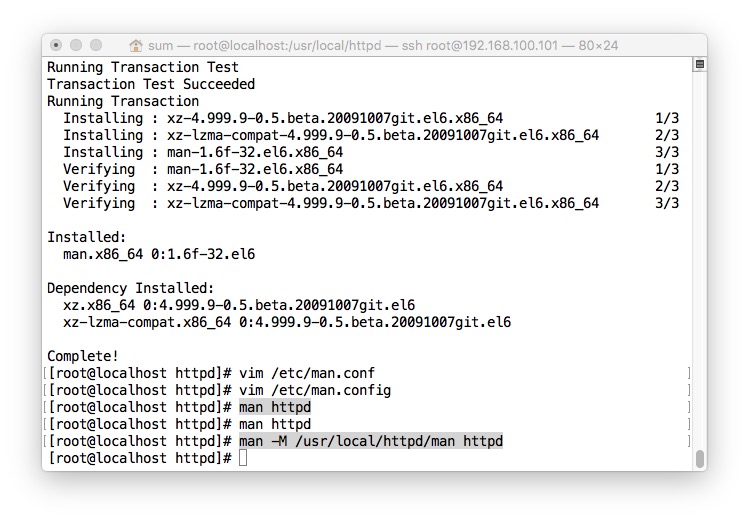 sum — root@localhost:/usr/local/httpd — ssh root@192.168.100.101 — 80×24
Running Transaction Test
Transaction Test Succeeded
Running Transaction
  Installing : xz-4.999.9-0.5.beta.20091007git.el6.x86_64                   1/3
  Installing : xz-lzma-compat-4.999.9-0.5.beta.20091007git.el6.x86_64       2/3
  Installing : man-1.6f-32.el6.x86_64                                       3/3
  Verifying  : man-1.6f-32.el6.x86_64                                       1/3
  Verifying  : xz-4.999.9-0.5.beta.20091007git.el6.x86_64                   2/3
  Verifying  : xz-lzma-compat-4.999.9-0.5.beta.20091007git.el6.x86_64       3/3
Installed:
  man.x86_64 0:1.6f-32.el6
Dependency Installed:
  xz.x86_64 0:4.999.9-0.5.beta.20091007git.el6
  xz-lzma-compat.x86_64 0:4.999.9-0.5.beta.20091007git.el6
Complete!
[[root@localhost httpd]# vim /etc/man.conf ]
[[root@localhost httpd]# vim /etc/man.config ]
[[root@localhost httpd]# man httpd ]
[[root@localhost httpd]# man httpd ]
[[root@localhost httpd]# man -M /usr/local/httpd/man httpd ]
[root@localhost httpd]#